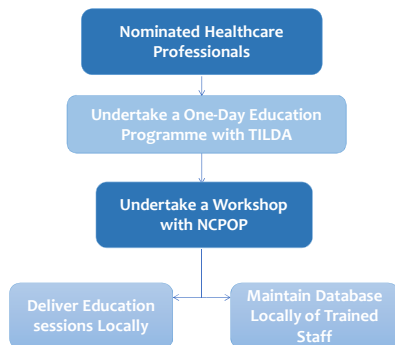 Nominated Healthcare
Professionals
Undertake a One-Day Education
Programme with TILDA
Undertake a Workshop
with NCPOP
Deliver Education
sessions Locally
Maintain Database
Locally of Trained
Staff